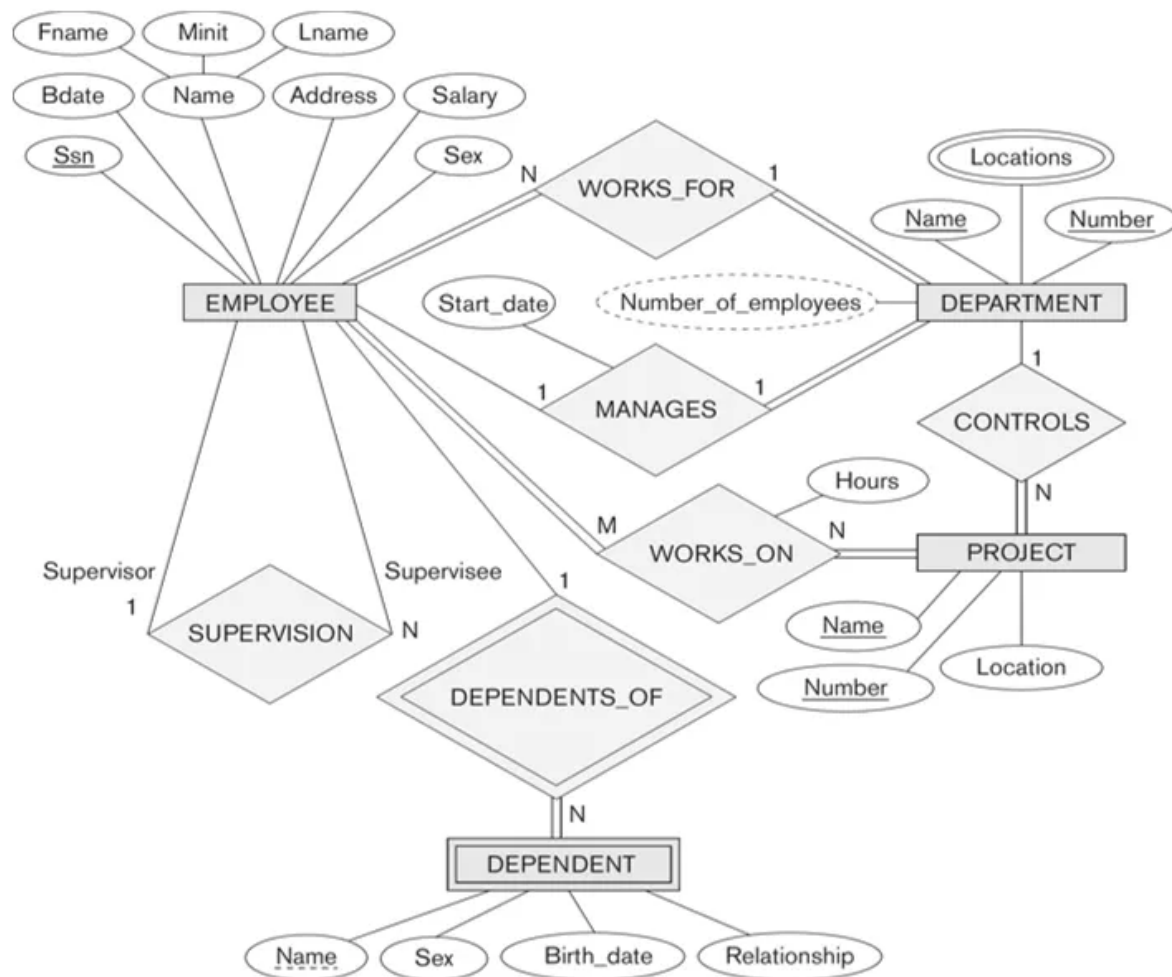 Fname
Minit
Lname
Bdate
Name
Address
Salary
Ssn
Sex
N
WORKS_FOR
1
Locations
Name
Number
EMPLOYEE
Start_date
Number_of_employees
DEPARTMENT
1
MANAGES
1
1
CONTROLS
N
Hours
M
WORKS_ON
N
PROJECT
Supervisor
Supervisee
1
SUPERVISION
N
1
Name
Number
Location
DEPENDENTS_OF
N
DEPENDENT
Name
Sex
Birth_date
Relationship